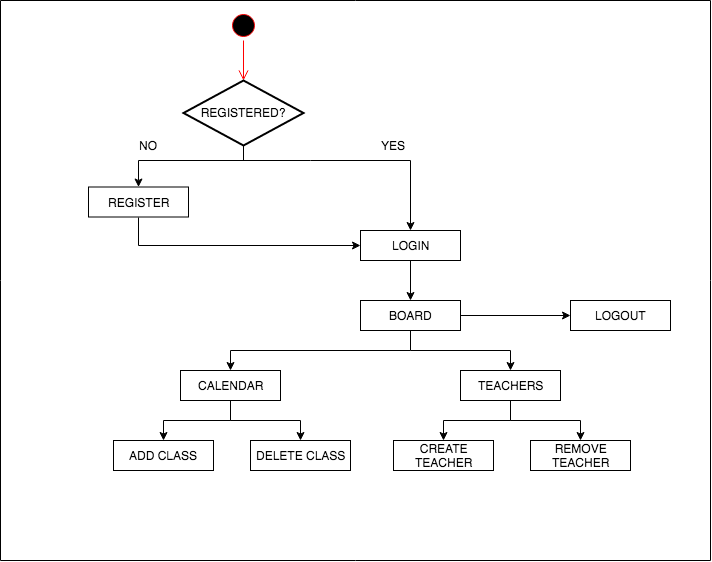 REGISTERED?
NO
YES
REGISTER
LOGIN
BOARD
LOGOUT
CALENDAR
TEACHERS
ADD CLASS
DELETE CLASS
CREATE
TEACHER
REMOVE
TEACHER